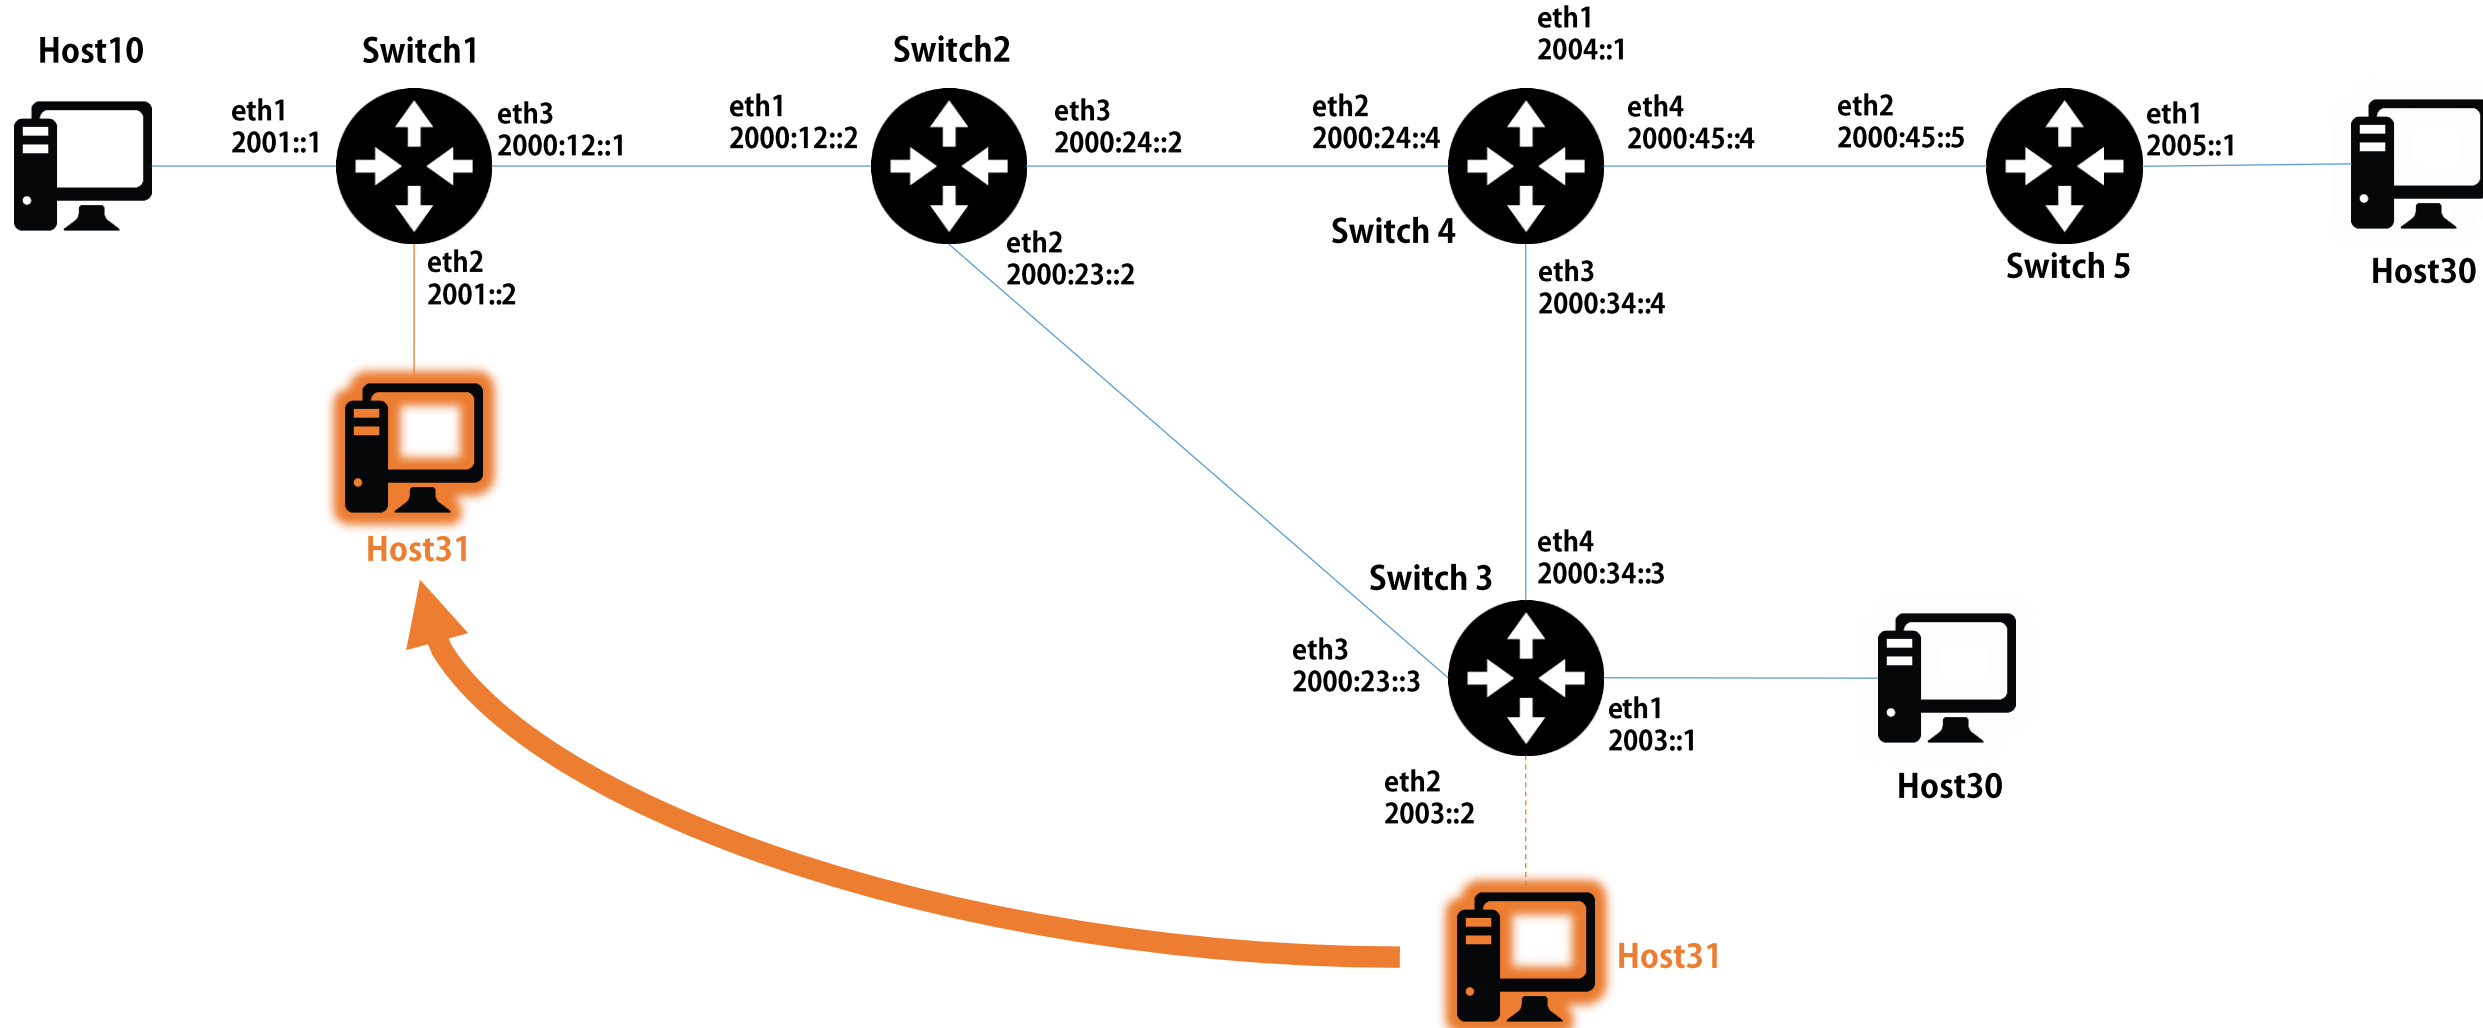 eth1
2004::1
Host10
Switch1
Switch2
eth1
2001::1
eth3
2000:12::1
eth1
2000:12::2
eth3
2000:24::2
eth2
2000:24::4
eth4
2000:45::4
eth2
2000:45::5
eth1
2005::1
Switch 4
Switch 5
Host30
eth2
2001::2
eth2
2000:23::2
eth3
2000:34::4
Host31
eth4
2000:34::3
Switch 3
eth3
2000:23::3
eth1
2003::1
Host30
eth2
2003::2
Host31